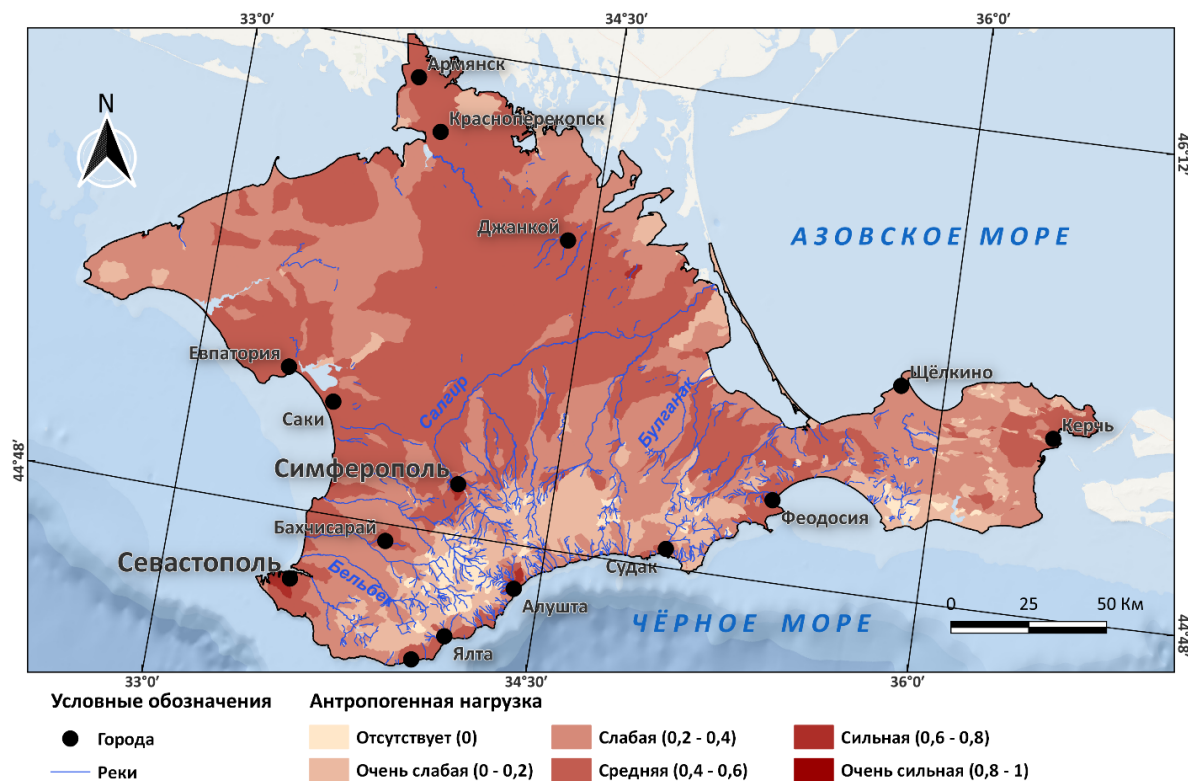 33°0′ 34°30′ 36°0′
Армянск
N
Красноперекопск
46°12′
Джанкой
АЗОВСКОЕ МОРЕ
Евпатория
Щёлкино
Саки
Салгир
Булганак
Керчь
44°48′
Симферополь
Феодосия
Бахчисарай
Севастополь
Судак
Бельбек
Алушта
0 25 50 Км
ЧЁРНОЕ МОРЕ
44°48′
Ялта
33°0′ 34°30′ 36°0′
Условные обозначения Антропогенная нагрузка
Города Отсутствует (0) Слабая (0,2 - 0,4) Сильная (0,6 - 0,8)
Реки Очень слабая (0 - 0,2) Средняя (0,4 - 0,6) Очень сильная (0,8 - 1)